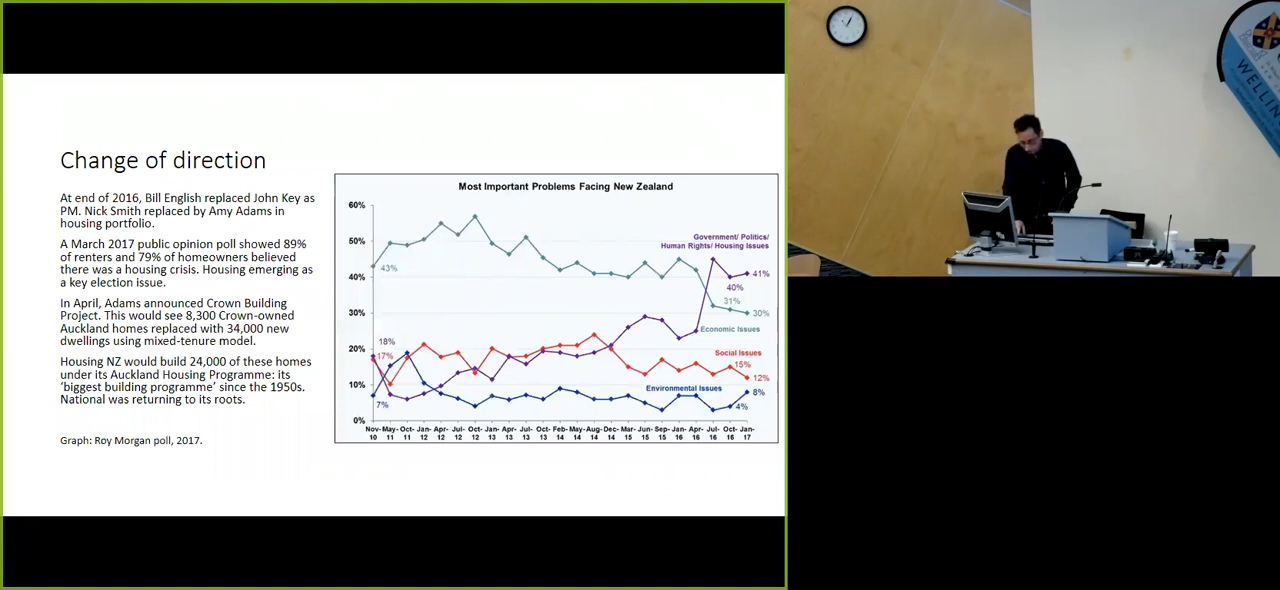 Change of direction
At end of 2016, Bill English replaced John Key as
PM. Nick Smith replaced by Amy Adams in
housing portfolio.
A March 2017 public opinion poll showed 89%
of renters and 79% of homeowners believed
there was a housing crisis. Housing emerging as
a key election issue.
In April, Adams announced Crown Building
Project. This would see 8,300 Crown-owned
Auckland homes replaced with 34,000 new
dwellings using mixed-tenure model.
Housing NZ would build 24,000 of these homes
under its Auckland Housing Programme: its
‘biggest building programme’ since the 1950s.
National was returning to its roots.
Graph: Roy Morgan poll, 2017.
Most Important Problems Facing New Zealand
60%
50%
40%
30%
20%
10%
0%
Government/ Politics/
Human Rights/ Housing Issues
43%
41%
40%
31%
30%
Economic Issues
18%
17%
Social Issues
15%
12%
Environmental Issues
8%
7%
4%
Nov- May- Oct- Jan- Apr- Jul- Oct- Jan- Apr- Jul- Oct- Feb- May- Aug- Dec- Mar- Jun- Sep- Jan- Apr- Jul- Oct- Jan-
10 11 11 12 12 12 12 13 13 13 13 14 14 14 14 15 15 15 16 16 16 16 17
WELLIN